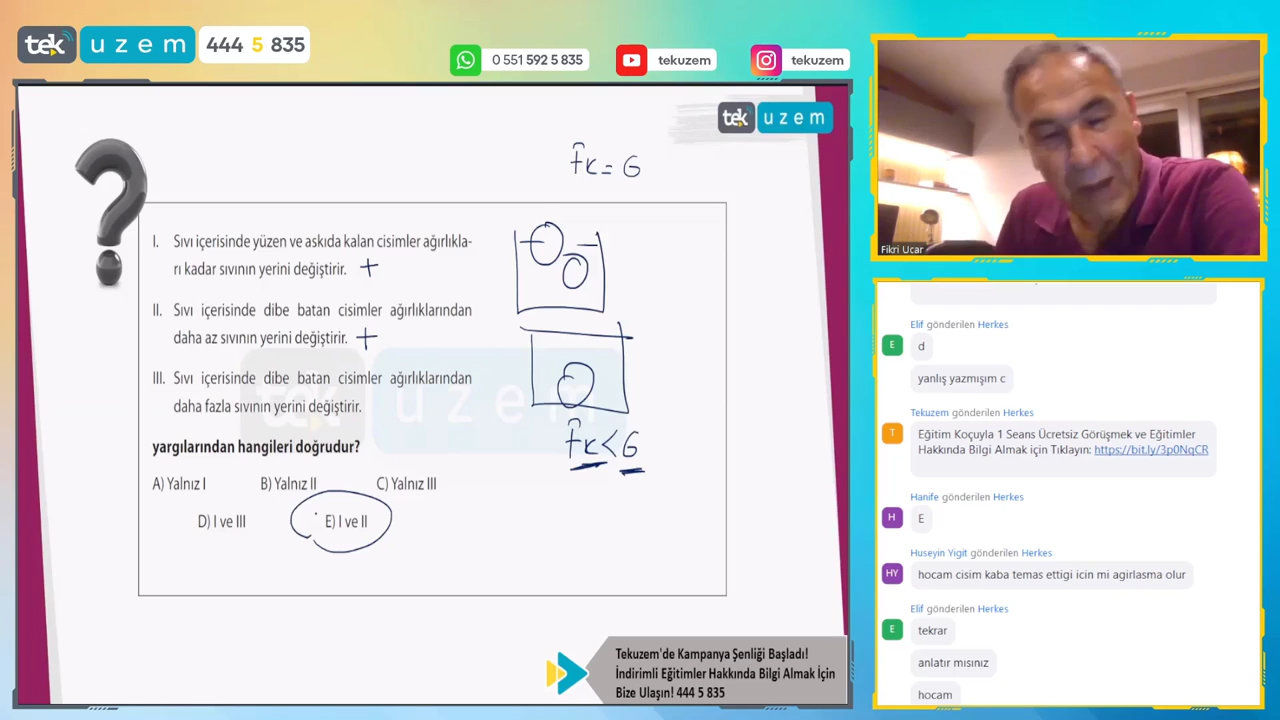 tek uzem 444 5 835
0 551 592 5 835
tekuzem
tekuzem
tek uzem
Fk = G
I. Sıvı içerisinde yüzen ve askıda kalan cisimler ağırlıkla-
rı kadar sıvının yerini değiştirir. +
II. Sıvı içerisinde dibe batan cisimler ağırlıklarından
daha az sıvının yerini değiştirir. +
III. Sıvı içerisinde dibe batan cisimler ağırlıklarından
daha fazla sıvının yerini değiştirir.
tek uzem
Fk < G
yargılarından hangileri doğrudur?
A) Yalnız I B) Yalnız II C) Yalnız III
D) I ve III E) I ve II
Tekuzem'de Kampanya Şenliği Başladı!
İndirimli Eğitimler Hakkında Bilgi Almak İçin
Bize Ulaşın! 444 5 835
Fikri Ucar
Elif gönderilen Herkes
E d
yanlış yazmışım c
Tekuzem gönderilen Herkes
T Eğitim Koçuyla 1 Seans Ücretsiz Görüşmek ve Eğitimler
Hakkında Bilgi Almak için Tıklayın: https://bit.ly/3p0NqCR
Hanife gönderilen Herkes
H E
Huseyin Yigit gönderilen Herkes
HY hocam cisim kaba temas ettigi icin mi agirlasma olur
Elif gönderilen Herkes
E tekrar
anlatır mısınız
hocam